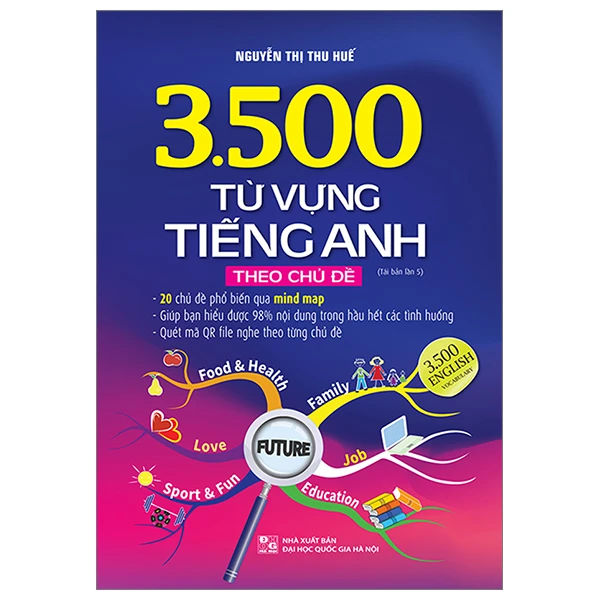 NGUYỄN THỊ THU HUẾ
3.500
TỪ VỰNG
TIẾNG ANH
THEO CHỦ ĐỀ
(Tái bản lần 5)
- 20 chủ đề phổ biến qua mind map
- Giúp bạn hiểu được 98% nội dung trong hầu hết các tình huống
- Quét mã QR file nghe theo từng chủ đề
3.500
ENGLISH
VOCABULARY
Food & Health
Family
Love
FUTURE
Job
Sport & Fun
Education
NHÀ XUẤT BẢN
ĐẠI HỌC QUỐC GIA HÀ NỘI